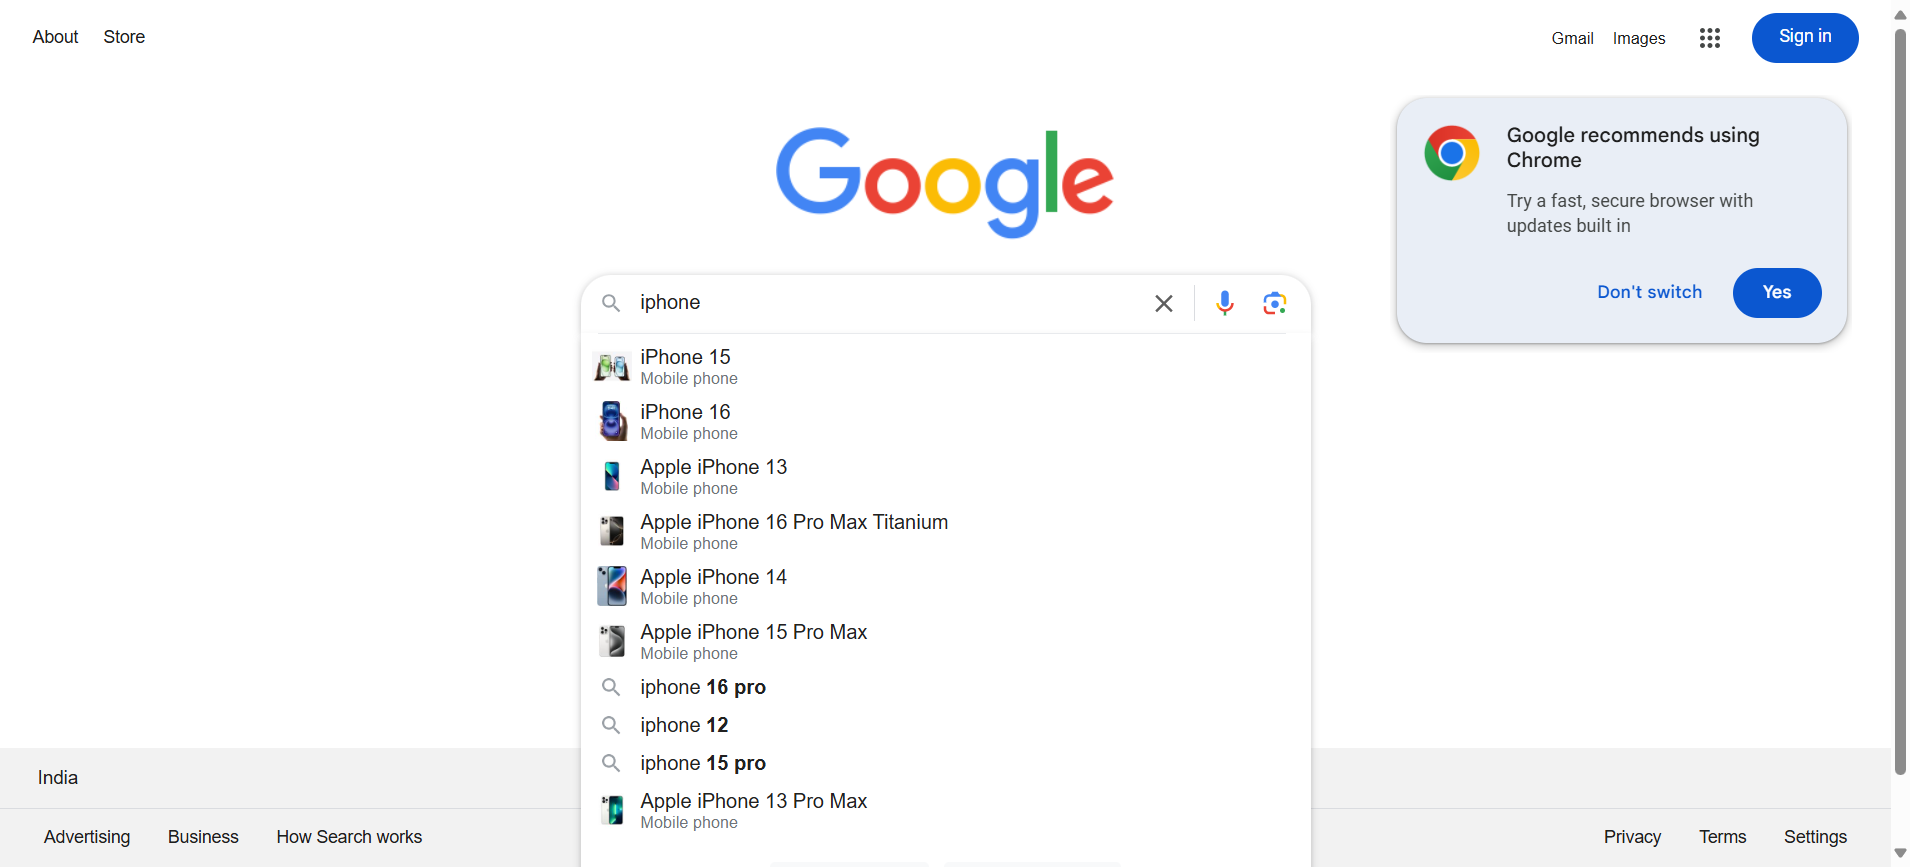 About
Store
Gmail
Images
Sign in
Google
Google recommends using
Chrome
Try a fast, secure browser with
updates built in
Don't switch
Yes
iphone
iPhone 15
Mobile phone
iPhone 16
Mobile phone
Apple iPhone 13
Mobile phone
Apple iPhone 16 Pro Max Titanium
Mobile phone
Apple iPhone 14
Mobile phone
Apple iPhone 15 Pro Max
Mobile phone
iphone 16 pro
iphone 12
iphone 15 pro
Apple iPhone 13 Pro Max
Mobile phone
India
Advertising
Business
How Search works
Privacy
Terms
Settings